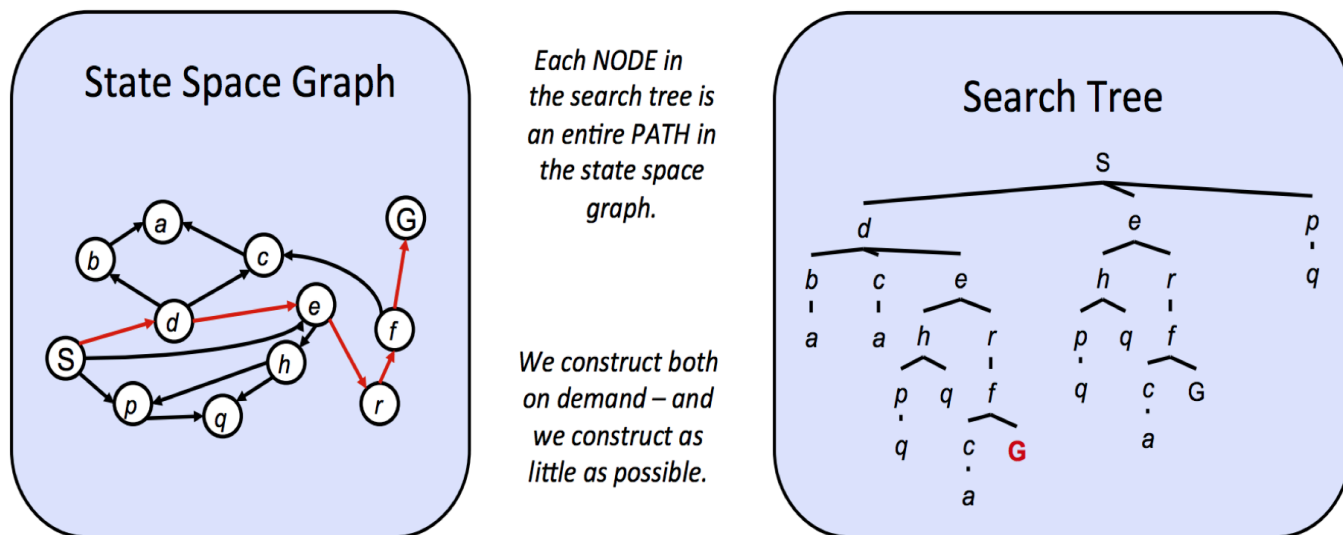 State Space Graph
a
G
b
c
d
e
f
S
h
p
q
r
Each NODE in
the search tree is
an entire PATH in
the state space
graph.
We construct both
on demand – and
we construct as
little as possible.
Search Tree
S
d e p
b c e h r q
a a h r p q f
p q f q c G
q c G a
a